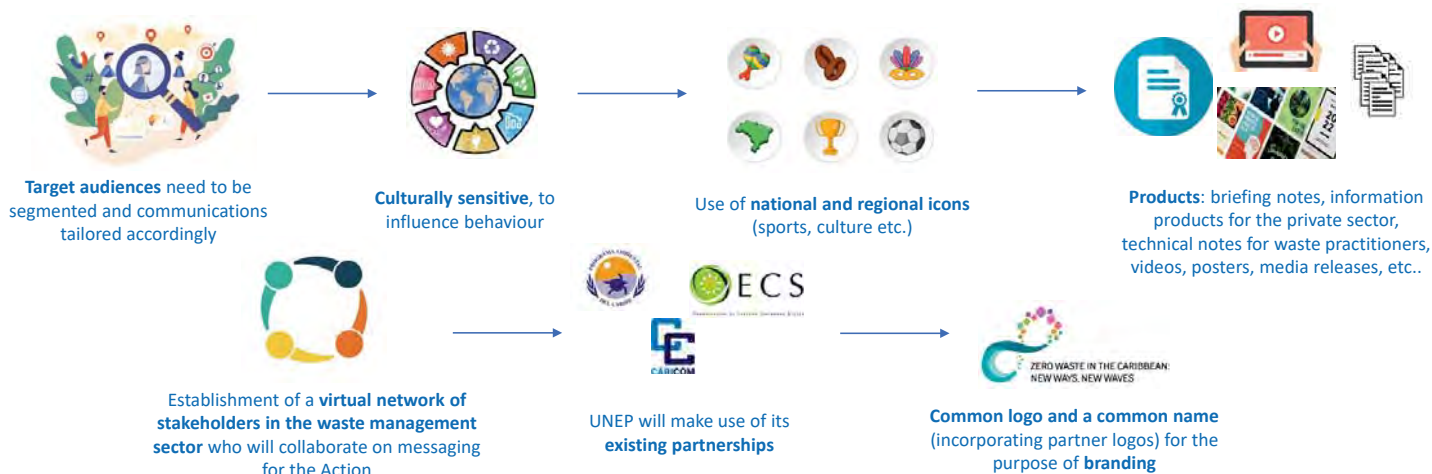 Target audiences need to be
segmented and communications
tailored accordingly
Culturally sensitive, to
influence behaviour
Use of national and regional icons
(sports, culture etc.)
Products: briefing notes, information
products for the private sector,
technical notes for waste practitioners,
videos, posters, media releases, etc..
Establishment of a virtual network of
stakeholders in the waste management
sector who will collaborate on messaging
for the Action
PROGRAMA AMBIENTAL
DEL CARIBE
ECS
CARICOM
UNEP will make use of its
existing partnerships
ZERO WASTE IN THE CARIBBEAN:
NEW WAYS, NEW WAVES
Common logo and a common name
(incorporating partner logos) for the
purpose of branding